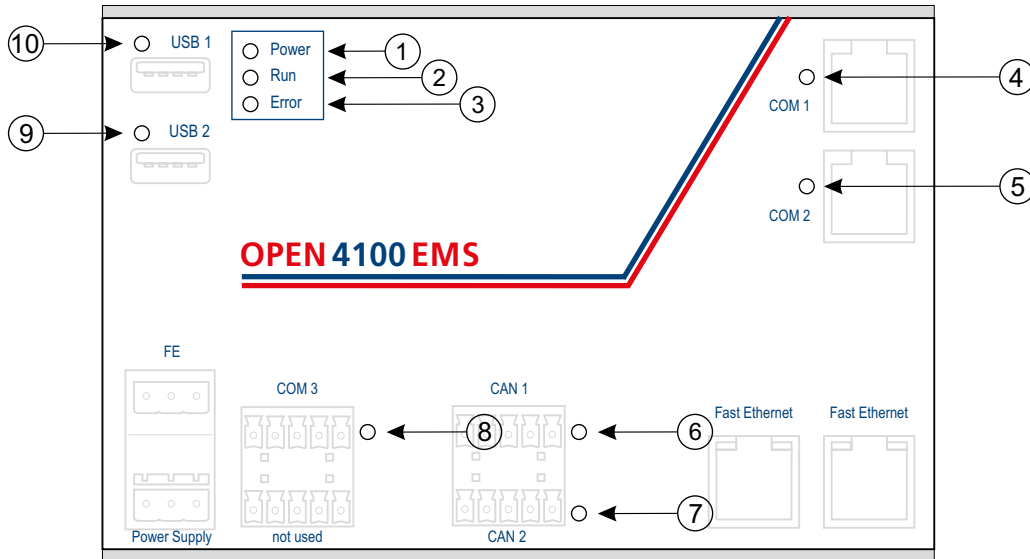 10
USB 1
Power
1
Run
2
Error
3
4
COM 1
9
USB 2
5
COM 2
OPEN 4100 EMS
FE
COM 3
CAN 1
Fast Ethernet
Fast Ethernet
8
6
7
Power Supply
not used
CAN 2